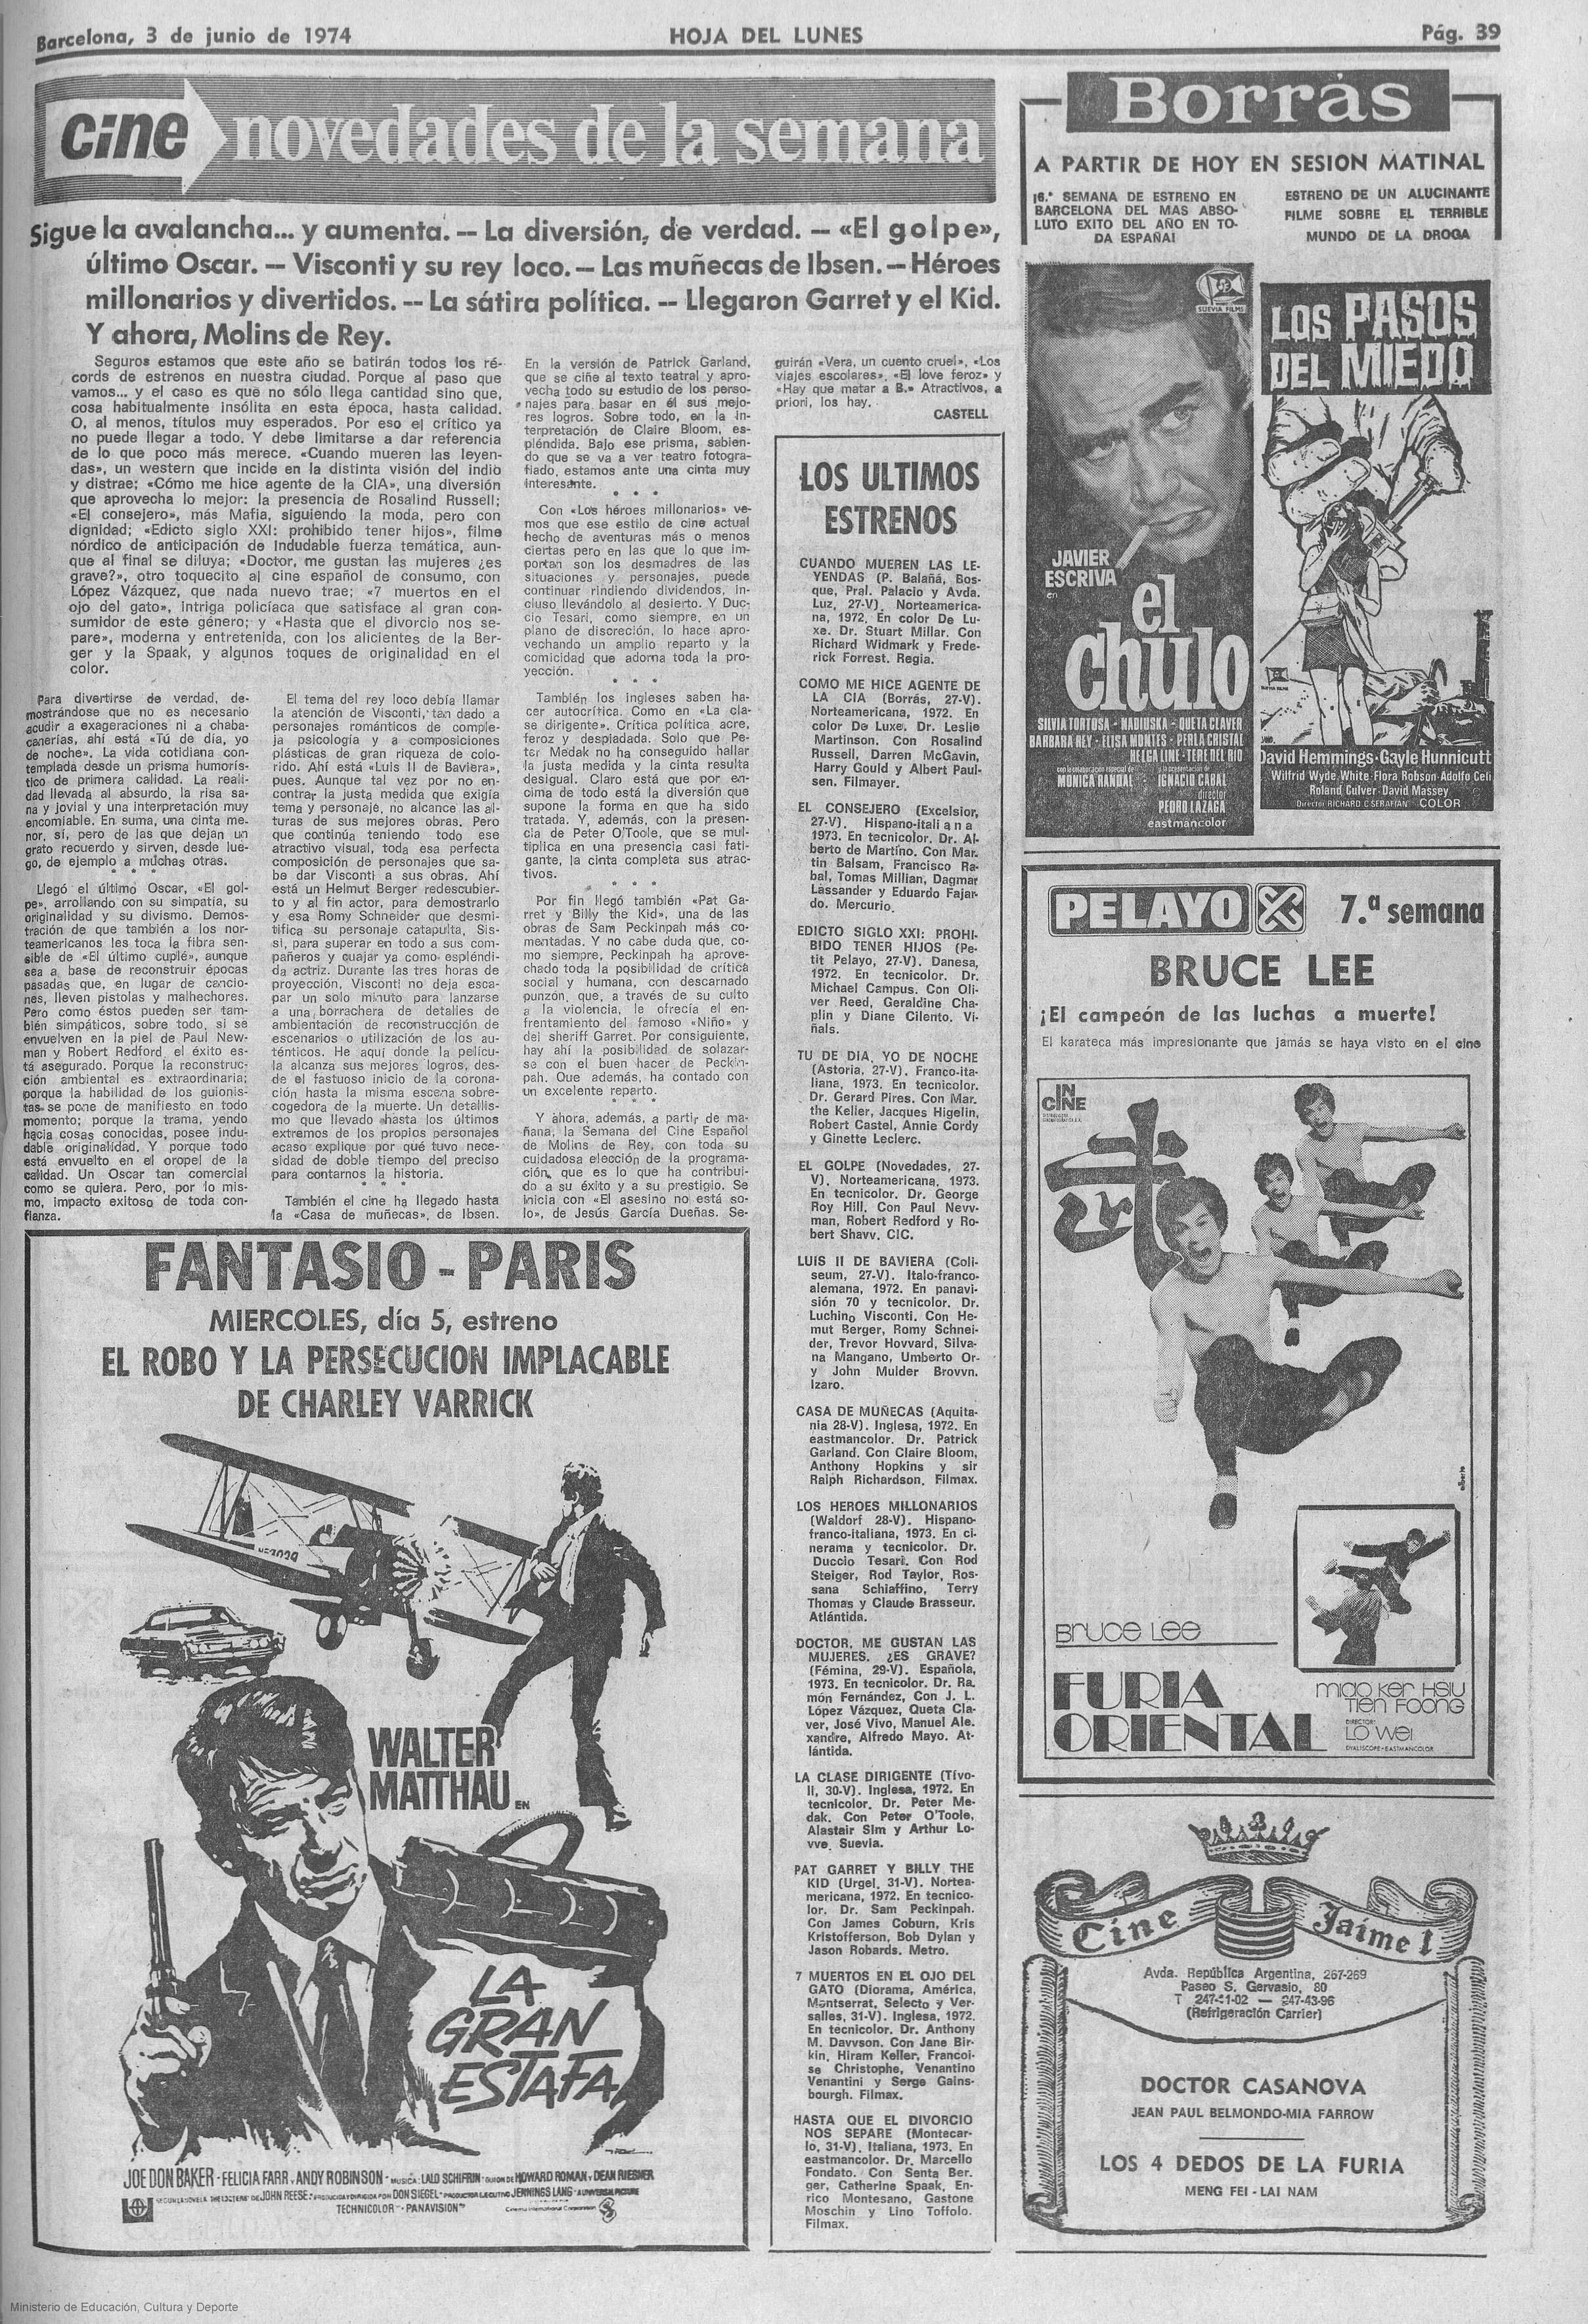 Barcelona, 3 de junio de 1974
HOJA DEL LUNES
Pág. 39
cine novedades de la semana
Sigue la avalancha... y aumenta. — La diversión, de verdad. — «El golpe»,
último Oscar. — Visconti y su rey loco. — Las muñecas de Ibsen. — Héroes
millonarios y divertidos. — La sátira política. — Llegaron Garret y el Kid.
Y ahora, Molins de Rey.
Seguros estamos que este año se batirán todos los ré-
cords de estrenos en nuestra ciudad. Porque al paso que
vamos... y el caso es que no sólo llega cantidad sino que,
cosa habitualmente insólita en esta época, hasta calidad.
O, al menos, títulos muy esperados. Por eso el crítico ya
no puede llegar a todo. Y debe limitarse a dar referencia
de lo que poco más merece. «Cuando mueren las leyen-
das», un western que incide en la distinta visión del indio
y distrae; «Cómo me hice agente de la CIA», una diversión
que aprovecha lo mejor: la presencia de Rosalind Russell;
«El consejero», más Mafia, siguiendo la moda, pero con
dignidad; «Edicto siglo XXI: prohibido tener hijos», filme
nórdico de anticipación de indudable fuerza temática, aun-
que al final se diluya; «Doctor, me gustan las mujeres ¿es
grave?», otro toquecito al cine español de consumo, con
López Vázquez, que nada nuevo trae; «7 muertos en el
ojo del gato», intriga policíaca que satisface al gran con-
sumidor de este género; y «Hasta que el divorcio nos se-
pare», moderna y entretenida, con los alicientes de la Ber-
ger y la Spaak, y algunos toques de originalidad en el
color.
Para divertirse de verdad, de-
mostrándose que no es necesario
acudir a exageraciones ni a chaba-
canerías, ahí está «Tú de día, yo
de noche». La vida cotidiana con-
templada desde un prisma humorís-
tico de primera calidad. La reali-
dad llevada al absurdo, la risa sa-
na y jovial y una interpretación muy
encomiable. En suma, una cinta me-
nor, sí, pero de las que dejan un
grato recuerdo y sirven, desde lue-
go, de ejemplo a muchas otras.
* * *
Llegó el último Oscar, «El gol-
pe», arrollando con su simpatía, su
originalidad y su divismo. Demos-
tración de que también a los nor-
teamericanos les toca la fibra sen-
sible de «El último cuplé», aunque
sea a base de reconstruir épocas
pasadas que, en lugar de cancio-
nes, lleven pistolas y malhechores.
Pero como éstos pueden ser tam-
bién simpáticos, sobre todo, si se
envuelven en la piel de Paul New-
man y Robert Redford, el éxito es-
tá asegurado. Porque la reconstruc-
ción ambiental es extraordinaria;
porque la habilidad de los guionis-
tas se pone de manifiesto en todo
momento; porque la trama, yendo
hacia cosas conocidas, posee indu-
dable originalidad. Y porque todo
está envuelto en el oropel de la
calidad. Un Oscar tan comercial
como se quiera. Pero, por lo mis-
mo, impacto exitoso de toda con-
fianza.
El tema del rey loco debía llamar
la atención de Visconti, tan dado a
personajes románticos de comple-
ja psicología y a composiciones
plásticas de gran riqueza de colo-
rido. Ahí está «Luis II de Baviera»,
pues. Aunque tal vez por no en-
contrar la justa medida que exigía
tema y personaje, no alcance las al-
turas de sus mejores obras. Pero
que continúa teniendo todo ese
atractivo visual, toda esa perfecta
composición de personajes que sa-
be dar Visconti a sus obras. Ahí
está un Helmut Berger redescubier-
to y al fin actor, para demostrarlo
y esa Romy Schneider que desmi-
tifica su personaje catapulta, Sis-
si, para superar en todo a sus com-
pañeros y cuajar ya como espléndi-
da actriz. Durante las tres horas de
proyección, Visconti no deja esca-
par un solo minuto para lanzarse
a una borrachera de detalles de
ambientación de reconstrucción de
escenarios o utilización de los au-
ténticos. He aquí donde la pelícu-
la alcanza sus mejores logros, des-
de el fastuoso inicio de la corona-
ción hasta la misma escena sobre-
cogedora de la muerte. Un detallis-
mo que llevado hasta los últimos
extremos de los propios personajes
acaso explique por qué tuvo nece-
sidad de doble tiempo del preciso
para contarnos la historia.
* * *
También el cine ha llegado hasta
la «Casa de muñecas», de Ibsen.
En la versión de Patrick Garland,
que se ciñe al texto teatral y apro-
vecha todo su estudio de los perso-
najes para basar en él sus mejo-
res logros. Sobre todo, en la in-
terpretación de Claire Bloom, es-
pléndida. Bajo ese prisma, sabien-
do que se va a ver teatro fotogra-
fiado, estamos ante una cinta muy
interesante.
* * *
Con «Los héroes millonarios» ve-
mos que ese estilo de cine actual
hecho de aventuras más o menos
ciertas pero en las que lo que im-
portan son los desmadres de las
situaciones y personajes, puede
continuar rindiendo dividendos, in-
cluso llevándolo al desierto. Y Duc-
cio Tesari, como siempre, en un
plano de discreción, lo hace apro-
vechando un amplio reparto y la
comicidad que adorna toda la pro-
yección.
* * *
También los ingleses saben ha-
cer autocrítica. Como en «La cla-
se dirigente». Crítica política acre,
feroz y despiadada. Solo que Pe-
ter Medak no ha conseguido hallar
la justa medida y la cinta resulta
desigual. Claro está que por en-
cima de todo está la diversión que
supone la forma en que ha sido
tratada. Y, además, con la presen-
cia de Peter O'Toole, que se mul-
tiplica en una presencia casi fati-
gante, la cinta completa sus atrac-
tivos.
* * *
Por fin llegó también «Pat Ga-
rret y Billy the Kid», una de las
obras de Sam Peckinpah más co-
mentadas. Y no cabe duda que, co-
mo siempre, Peckinpah ha aprove-
chado toda la posibilidad de crítica
social y humana, con descarnado
punzón, que, a través de su culto
a la violencia, le ofrecía el en-
frentamiento del famoso «Niño» y
del sheriff Garret. Por consiguiente,
hay ahí la posibilidad de solazar-
se con el buen hacer de Peckin-
pah. Que además, ha contado con
un excelente reparto.
* *
Y ahora, además, a partir de ma-
ñana, la Semana del Cine Español
de Molins de Rey, con toda su
cuidadosa elección de la programa-
ción, que es lo que ha contribui-
do a su éxito y a su prestigio. Se
inicia con «El asesino no está so-
lo», de Jesús García Dueñas. Se-
guirán «Vera, un cuento cruel», «Los
viajes escolares», «El love feroz» y
«Hay que matar a B.» Atractivos, a
priori, los hay.
CASTELL
LOS ULTIMOS
ESTRENOS
CUANDO MUEREN LAS LE-
YENDAS (P. Balañá, Bos-
que, Pral. Palacio y Avda.
Luz, 27-V). Norteamerica-
na, 1972. En color De Lu-
xe. Dr. Stuart Millar. Con
Richard Widmark y Frede-
rick Forrest. Regia.
COMO ME HICE AGENTE DE
LA CIA (Borrás, 27-V).
Norteamericana, 1972. En
color De Luxe. Dr. Leslie
Martinson. Con Rosalind
Russell, Darren McGavin,
Harry Gould y Albert Paul-
sen. Filmayer.
EL CONSEJERO (Excelsior,
27-V). Hispano-italiana
1973. En tecnicolor. Dr. Al-
berto de Martino. Con Mar
tin Balsam, Francisco Ra-
bal, Tomas Millian, Dagmar
Lassander y Eduardo Fajar-
do. Mercurio.
EDICTO SIGLO XXI: PROHI-
BIDO TENER HIJOS (Pe-
tit Pelayo, 27-V). Danesa,
1972. En tecnicolor. Dr.
Michael Campus. Con Oli-
ver Reed, Geraldine Cha-
plin y Diane Cilento. Vi-
ñals.
TU DE DIA, YO DE NOCHE
(Astoria, 27-V). Franco-ita-
liana, 1973. En tecnicolor.
Dr. Gerard Pires. Con Mar.
the Keller, Jacques Higelin,
Robert Castel, Annie Cordy
y Ginette Leclerc.
EL GOLPE (Novedades, 27-
V). Norteamericana, 1973.
En tecnicolor. Dr. George
Roy Hill. Con Paul Nevv-
man, Robert Redford y Ro-
bert Shavv. CIC.
LUIS II DE BAVIERA (Coli-
seum, 27-V). Italo-franco-
alemana, 1972. En panavi-
sión 70 y tecnicolor. Dr.
Luchino Visconti. Con He-
mut Berger, Romy Schnei-
der, Trevor Hovvard, Silva-
na Mangano, Umberto Or-
y John Mulder Brovvn.
Izaro.
CASA DE MUÑECAS (Aquita-
nia 28-V). Inglesa, 1972. En
eastmancolor. Dr. Patrick
Garland. Con Claire Bloom,
Anthony Hopkins y sir
Ralph Richardson. Filmax.
LOS HEROES MILLONARIOS
(Waldorf 28-V). Hispano-
franco-italiana, 1973. En ci-
nerama y tecnicolor. Dr.
Duccio Tesari. Con Rod
Steiger, Rod Taylor, Ros-
sana Schiaffino, Terry
Thomas y Claude Brasseur.
Atlántida.
DOCTOR, ME GUSTAN LAS
MUJERES. ¿ES GRAVE?
(Fémina, 29-V). Española,
1973. En tecnicolor. Dr. Ra
món Fernández, Con J. L.
López Vázquez, Queta Cla-
ver, José Vivo, Manuel Ale.
xandre, Alfredo Mayo. At-
lántida.
LA CLASE DIRIGENTE (Tívo-
li, 30-V). Inglesa, 1972. En
tecnicolor. Dr. Peter Me-
dak. Con Peter O'Toole,
Alastair Sim y Arthur Lo-
vve. Suevia.
PAT GARRET Y BILLY THE
KID (Urgel, 31-V). Nortea-
mericana, 1972. En tecnico-
lor. Dr. Sam Peckinpah.
Con James Coburn, Kris
Kristofferson, Bob Dylan y
Jason Robards. Metro.
7 MUERTOS EN EL OJO DEL
GATO (Diorama, América,
Montserrat, Selecto y Ver-
salles, 31-V). Inglesa, 1972.
En tecnicolor. Dr. Anthony
M. Davvson. Con Jane Bir-
kin, Hiram Keller, Francoi-
se Christophe, Venantino
Venantini y Serge Gains-
bourgh. Filmax.
HASTA QUE EL DIVORCIO
NOS SEPARE (Montecar-
lo, 31-V). Italiana, 1973. En
eastmancolor. Dr. Marcello
Fondato. Con Senta Ber.
ger, Catherine Spaak, En-
rico Montesano, Gastone
Moschin y Lino Toffolo.
Filmax.
FANTASIO - PARIS
MIERCOLES, día 5, estreno
EL ROBO Y LA PERSECUCION IMPLACABLE
DE CHARLEY VARRICK
WALTER
MATTHAU EN
LA
GRAN
ESTAFA
JOE DON BAKER - FELICIA FARR Y ANDY ROBINSON - MUSICA: LALO SCHIFRIN - GUION DE HOWARD RODMAN Y DEAN RIESNER
SEGUN LA NOVELA "THE LOOTERS" DE JOHN REESE - PRODUCIDA Y DIRIGIDA POR DON SIEGEL - PRODUCTOR EJECUTIVO JENNINGS LANG - A UNIVERSAL PICTURE
TECHNICOLOR - PANAVISION
Cinema International Corporation
Borrás
A PARTIR DE HOY EN SESION MATINAL
¡6.ª SEMANA DE ESTRENO EN
BARCELONA DEL MAS ABSO-
LUTO EXITO DEL AÑO EN TO-
DA ESPAÑA!
ESTRENO DE UN ALUCINANTE
FILME SOBRE EL TERRIBLE
MUNDO DE LA DROGA
SUEVIA FILMS
JAVIER
ESCRIVA
en
el
chulo
SILVIA TORTOSA - NADIUSKA - QUETA CLAVER
BARBARA REY - ELISA MONTES - PERLA CRISTAL
HELGA LINE - TERE DEL RIO
con la colaboración especial de
MONICA RANDAL
y la presentación de
IGNACIO CABAL
director
PEDRO LAZAGA
eastmancolor
LOS PASOS
DEL MIEDO
SUEVIA FILMS
David Hemmings - Gayle Hunnicutt
Wilfrid Wyde-White - Flora Robson - Adolfo Celi
Roland Culver - David Massey
Director RICHARD C. SERAFIAN COLOR
PELAYO
7.ª semana
BRUCE LEE
¡El campeón de las luchas a muerte!
El karateca más impresionante que jamás se haya visto en el cine
IN
CINE
alberto
BRUCE LEE
FURIA
ORIENTAL
MIAO KER HSIU
TIEN FOONG
DIRECTOR:
LO WEI
DYALISCOPE - EASTMANCOLOR
Cine Jaime I
Avda. República Argentina, 267-269
Paseo S. Gervasio, 80
T 247-31-02 — 247-43-96
(Refrigeración Carrier)
DOCTOR CASANOVA
JEAN PAUL BELMONDO-MIA FARROW
LOS 4 DEDOS DE LA FURIA
MENG FEI - LAI NAM
Ministerio de Educación, Cultura y Deporte